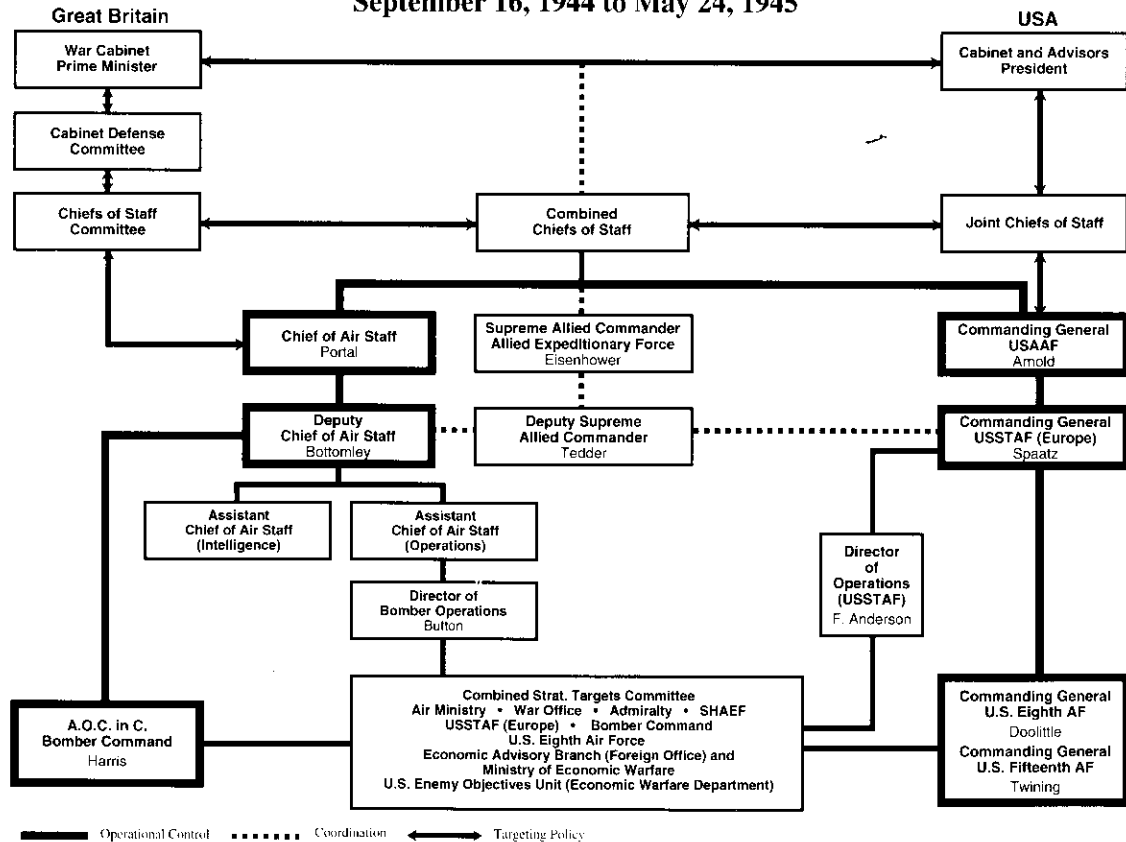 September 16, 1944 to May 24, 1945
Great Britain
USA
War Cabinet
Prime Minister
Cabinet and Advisors
President
Cabinet Defense
Committee
Chiefs of Staff
Committee
Combined
Chiefs of Staff
Joint Chiefs of Staff
Chief of Air Staff
Portal
Supreme Allied Commander
Allied Expeditionary Force
Eisenhower
Commanding General
USAAF
Arnold
Deputy
Chief of Air Staff
Bottomley
Deputy Supreme
Allied Commander
Tedder
Commanding General
USSTAF (Europe)
Spaatz
Assistant
Chief of Air Staff
(Intelligence)
Assistant
Chief of Air Staff
(Operations)
Director
of
Operations
(USSTAF)
F. Anderson
Director of
Bomber Operations
Button
A.O.C. in C.
Bomber Command
Harris
Combined Strat. Targets Committee
Air Ministry • War Office • Admiralty • SHAEF
USSTAF (Europe) • Bomber Command
U.S. Eighth Air Force
Economic Advisory Branch (Foreign Office) and
Ministry of Economic Warfare
U.S. Enemy Objectives Unit (Economic Warfare Department)
Commanding General
U.S. Eighth AF
Doolittle
Commanding General
U.S. Fifteenth AF
Twining
Operational Control
Coordination
Targeting Policy